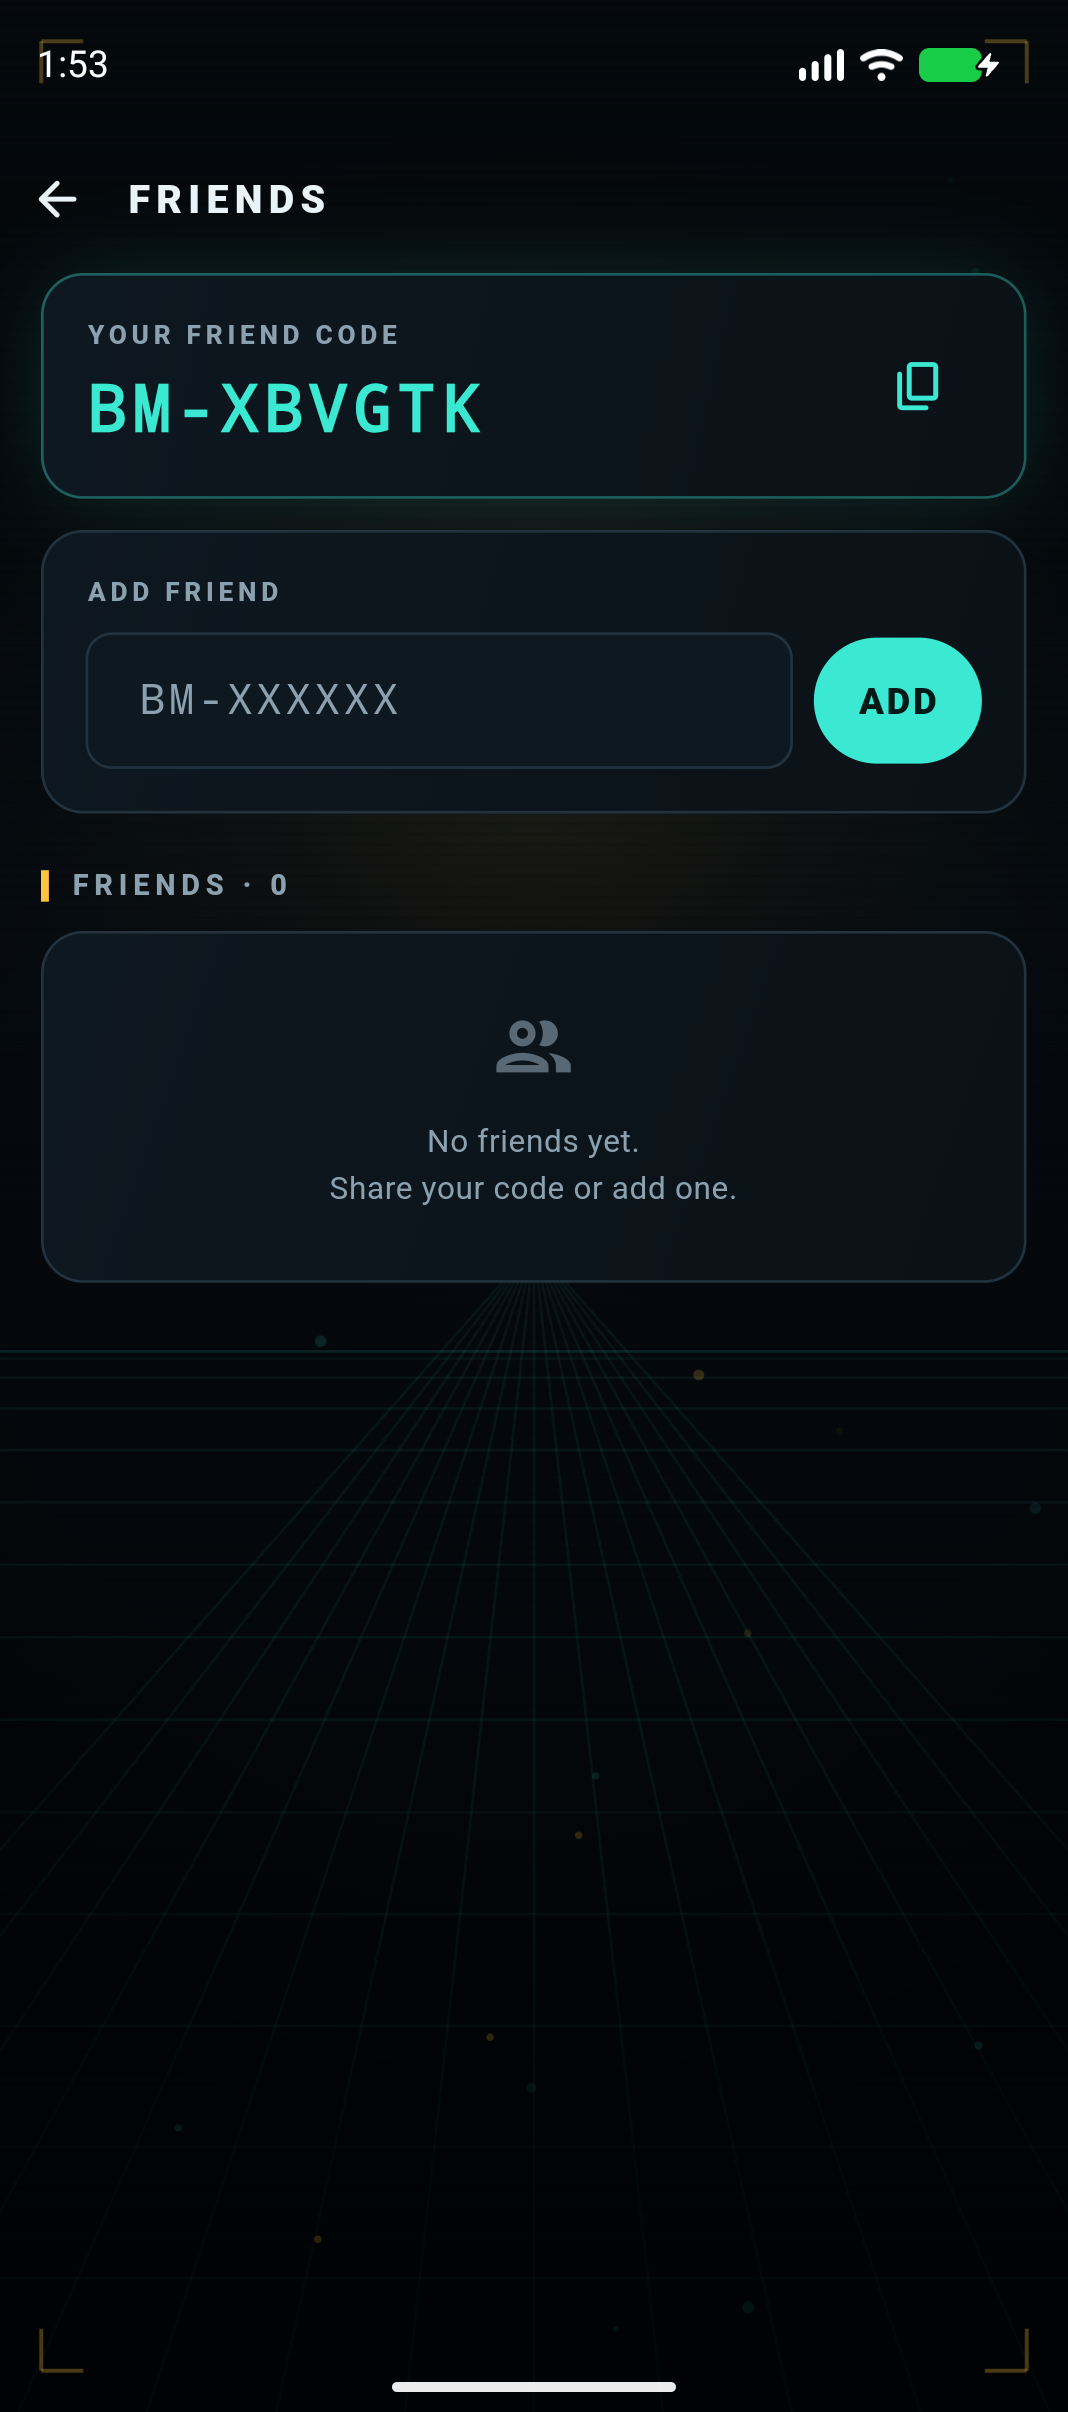 1:53
FRIENDS
YOUR FRIEND CODE
BM-XBVGTK
ADD FRIEND
BM-XXXXXX
ADD
FRIENDS · 0
No friends yet.
Share your code or add one.